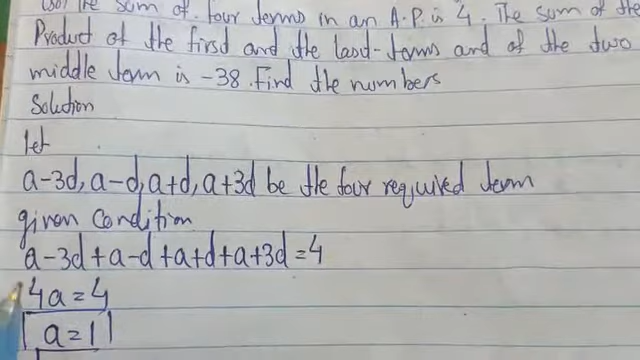 The sum of four terms in an A.P. is 4. The sum of the
Product of the first and the last terms and of the two
middle term is -38. Find the numbers
Solution
let
a-3d, a-d, a+d, a+3d be the four required term
given condition
a-3d+a-d+a+d+a+3d=4
4a=4
a=1